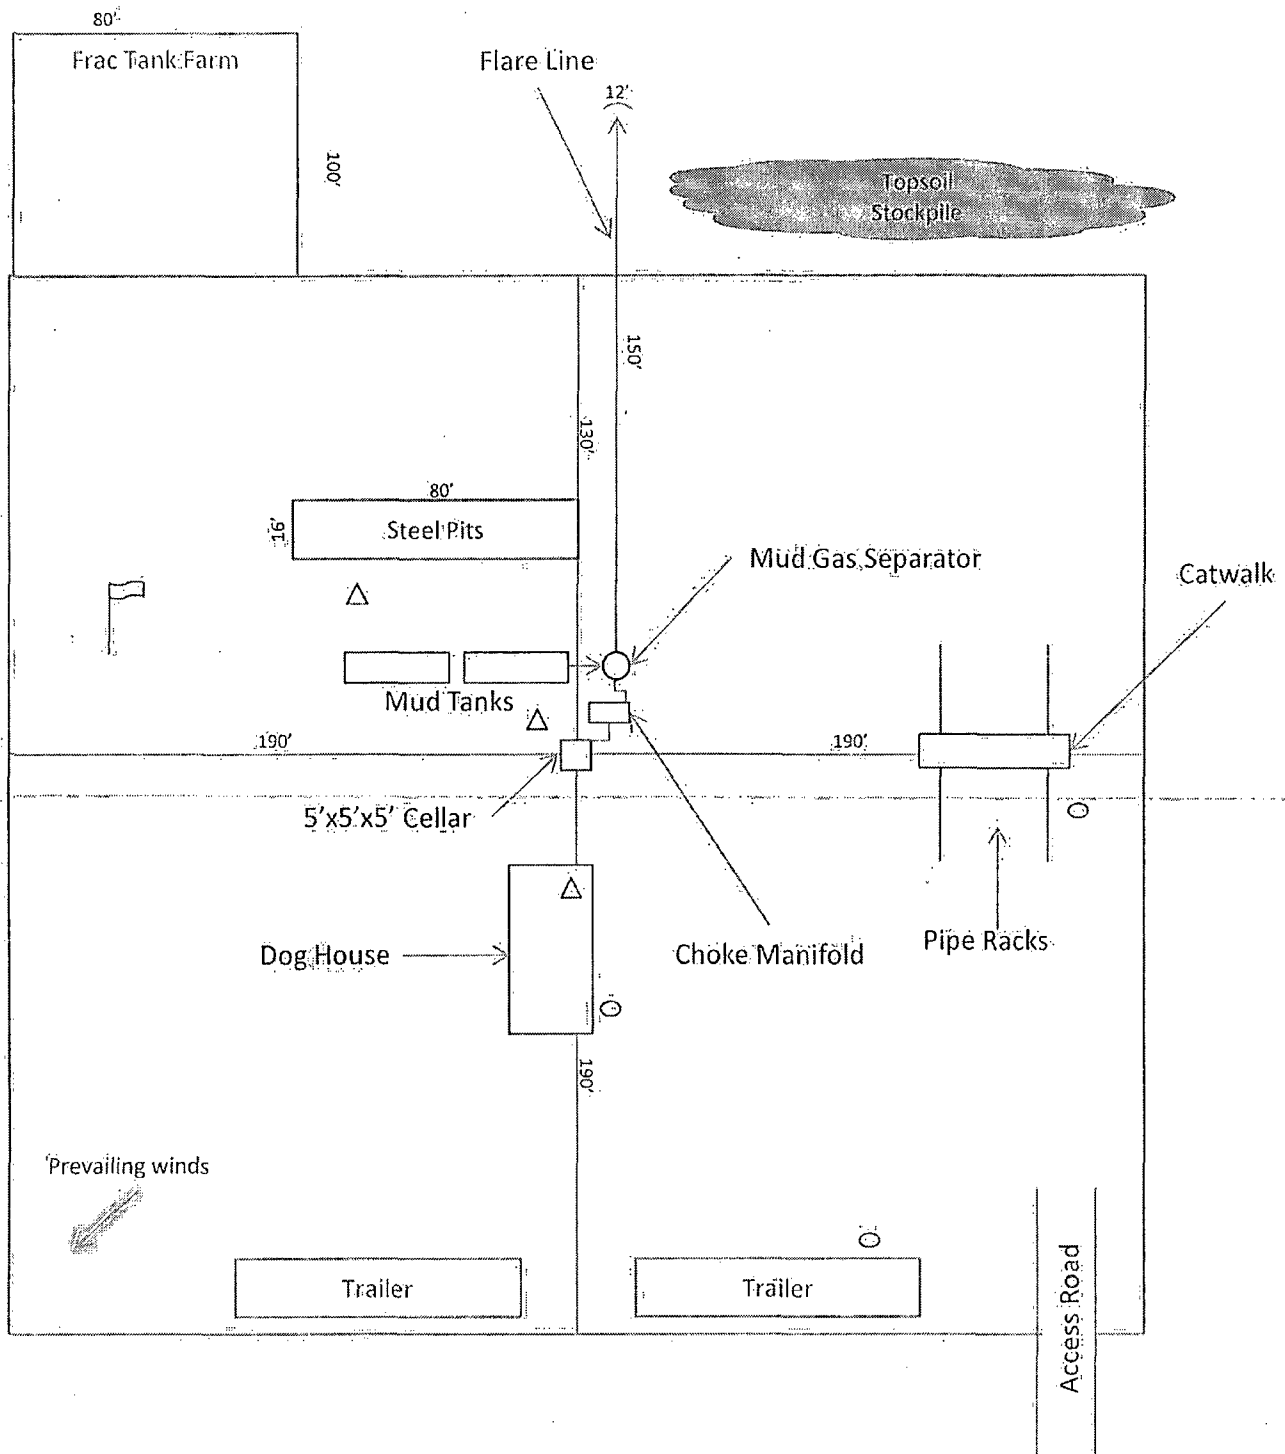 80'
Frac Tank Farm
Flare Line
12'
100'
Topsoil
Stockpile
150'
130'
80'
16'
Steel Pits
Mud Gas Separator
Catwalk
Mud Tanks
190'
190'
5'x5'x5' Cellar
Dog House
Choke Manifold
Pipe Racks
190'
Prevailing winds
Trailer
Trailer
Access Road